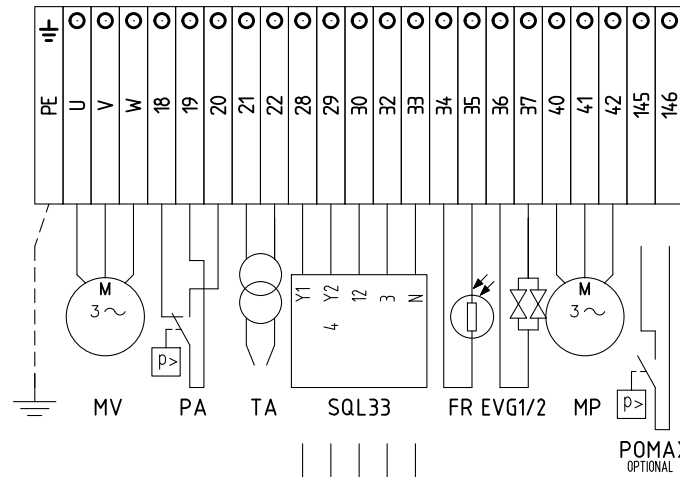 PE U V W 18 19 20 21 22 28 29 30 32 33 34 35 36 37 40 41 42 145 146
M
3~
p>
Y1
Y2
4
12
3
N
M
3~
p>
MV PA TA SQL33 FR EVG1/2 MP
POMAX
OPTIONAL